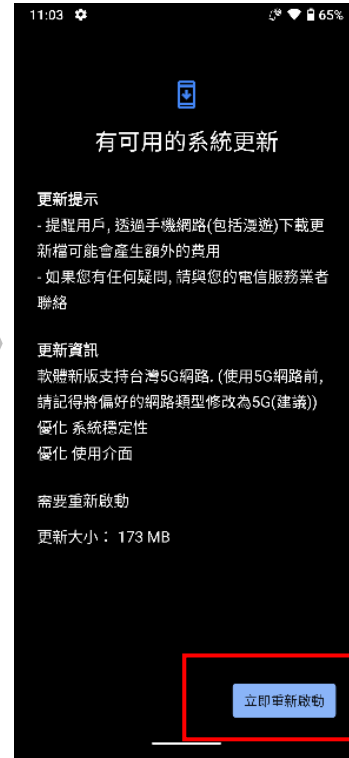 11:03
65%
有可用的系統更新
更新提示
- 提醒用戶, 透過手機網路(包括漫遊)下載更
新檔可能會產生額外的費用
- 如果您有任何疑問, 請與您的電信服務業者
聯絡
更新資訊
軟體新版支持台灣5G網路. (使用5G網路前,
請記得將偏好的網路類型修改為5G(建議))
優化 系統穩定性
優化 使用介面
需要重新啟動
更新大小： 173 MB
立即重新啟動